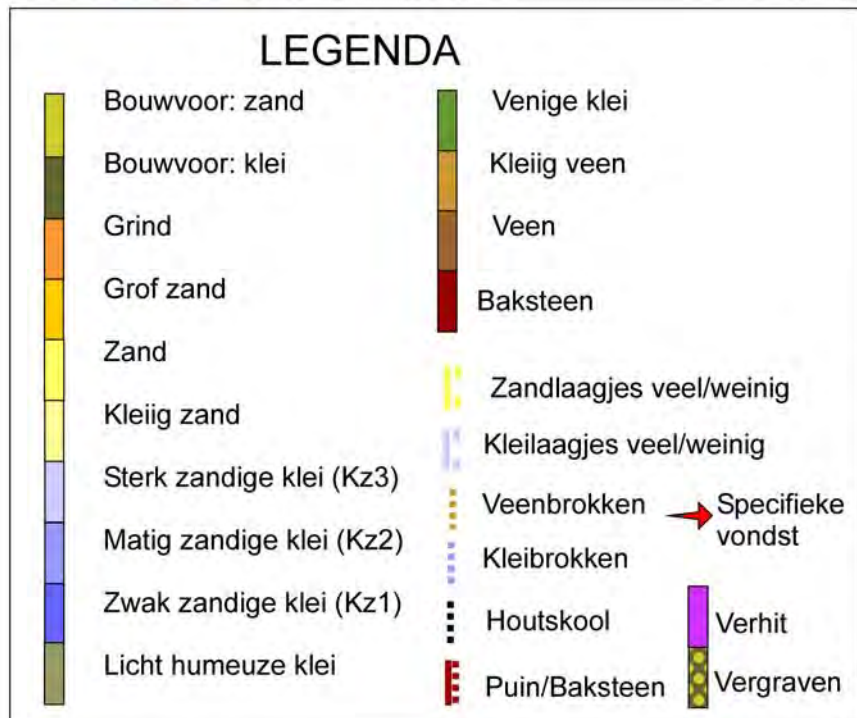 LEGENDA
Bouwvoor: zand
Bouwvoor: klei
Grind
Grof zand
Zand
Kleiig zand
Sterk zandige klei (Kz3)
Matig zandige klei (Kz2)
Zwak zandige klei (Kz1)
Licht humeuze klei
Venige klei
Kleiig veen
Veen
Baksteen
Zandlaagjes veel/weinig
Kleilaagjes veel/weinig
Veenbrokken
Kleibrokken
Houtskool
Puin/Baksteen
Specifieke
vondst
Verhit
Vergraven